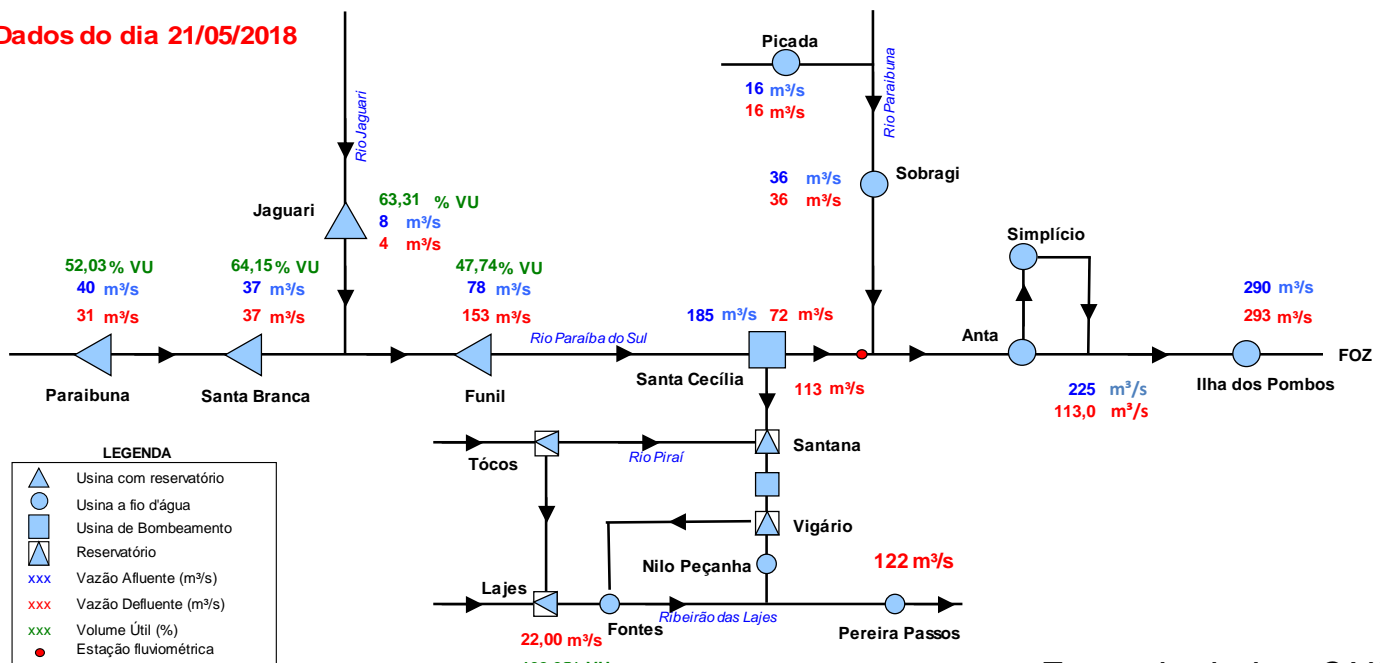 Dados do dia 21/05/2018
Picada
16 m³/s
16 m³/s
Rio Paraibuna
Rio Jaguari
Sobragi
36 m³/s
36 m³/s
Jaguari
63,31 % VU
8 m³/s
4 m³/s
Simplício
52,03 % VU
40 m³/s
31 m³/s
64,15 % VU
37 m³/s
37 m³/s
47,74 % VU
78 m³/s
153 m³/s
Rio Paraíba do Sul
185 m³/s 72 m³/s
290 m³/s
293 m³/s
Anta
FOZ
Paraibuna
Santa Branca
Funil
Santa Cecília
113 m³/s
225 m³/s
113,0 m³/s
Ilha dos Pombos
LEGENDA
Usina com reservatório
Usina a fio d'água
Usina de Bombeamento
Reservatório
xxx Vazão Afluente (m³/s)
xxx Vazão Defluente (m³/s)
xxx Volume Útil (%)
Estação fluviométrica
Tócos
Rio Piraí
Santana
Vigário
Nilo Peçanha
122 m³/s
Lajes
Fontes
Ribeirão das Lajes
Pereira Passos
22,00 m³/s